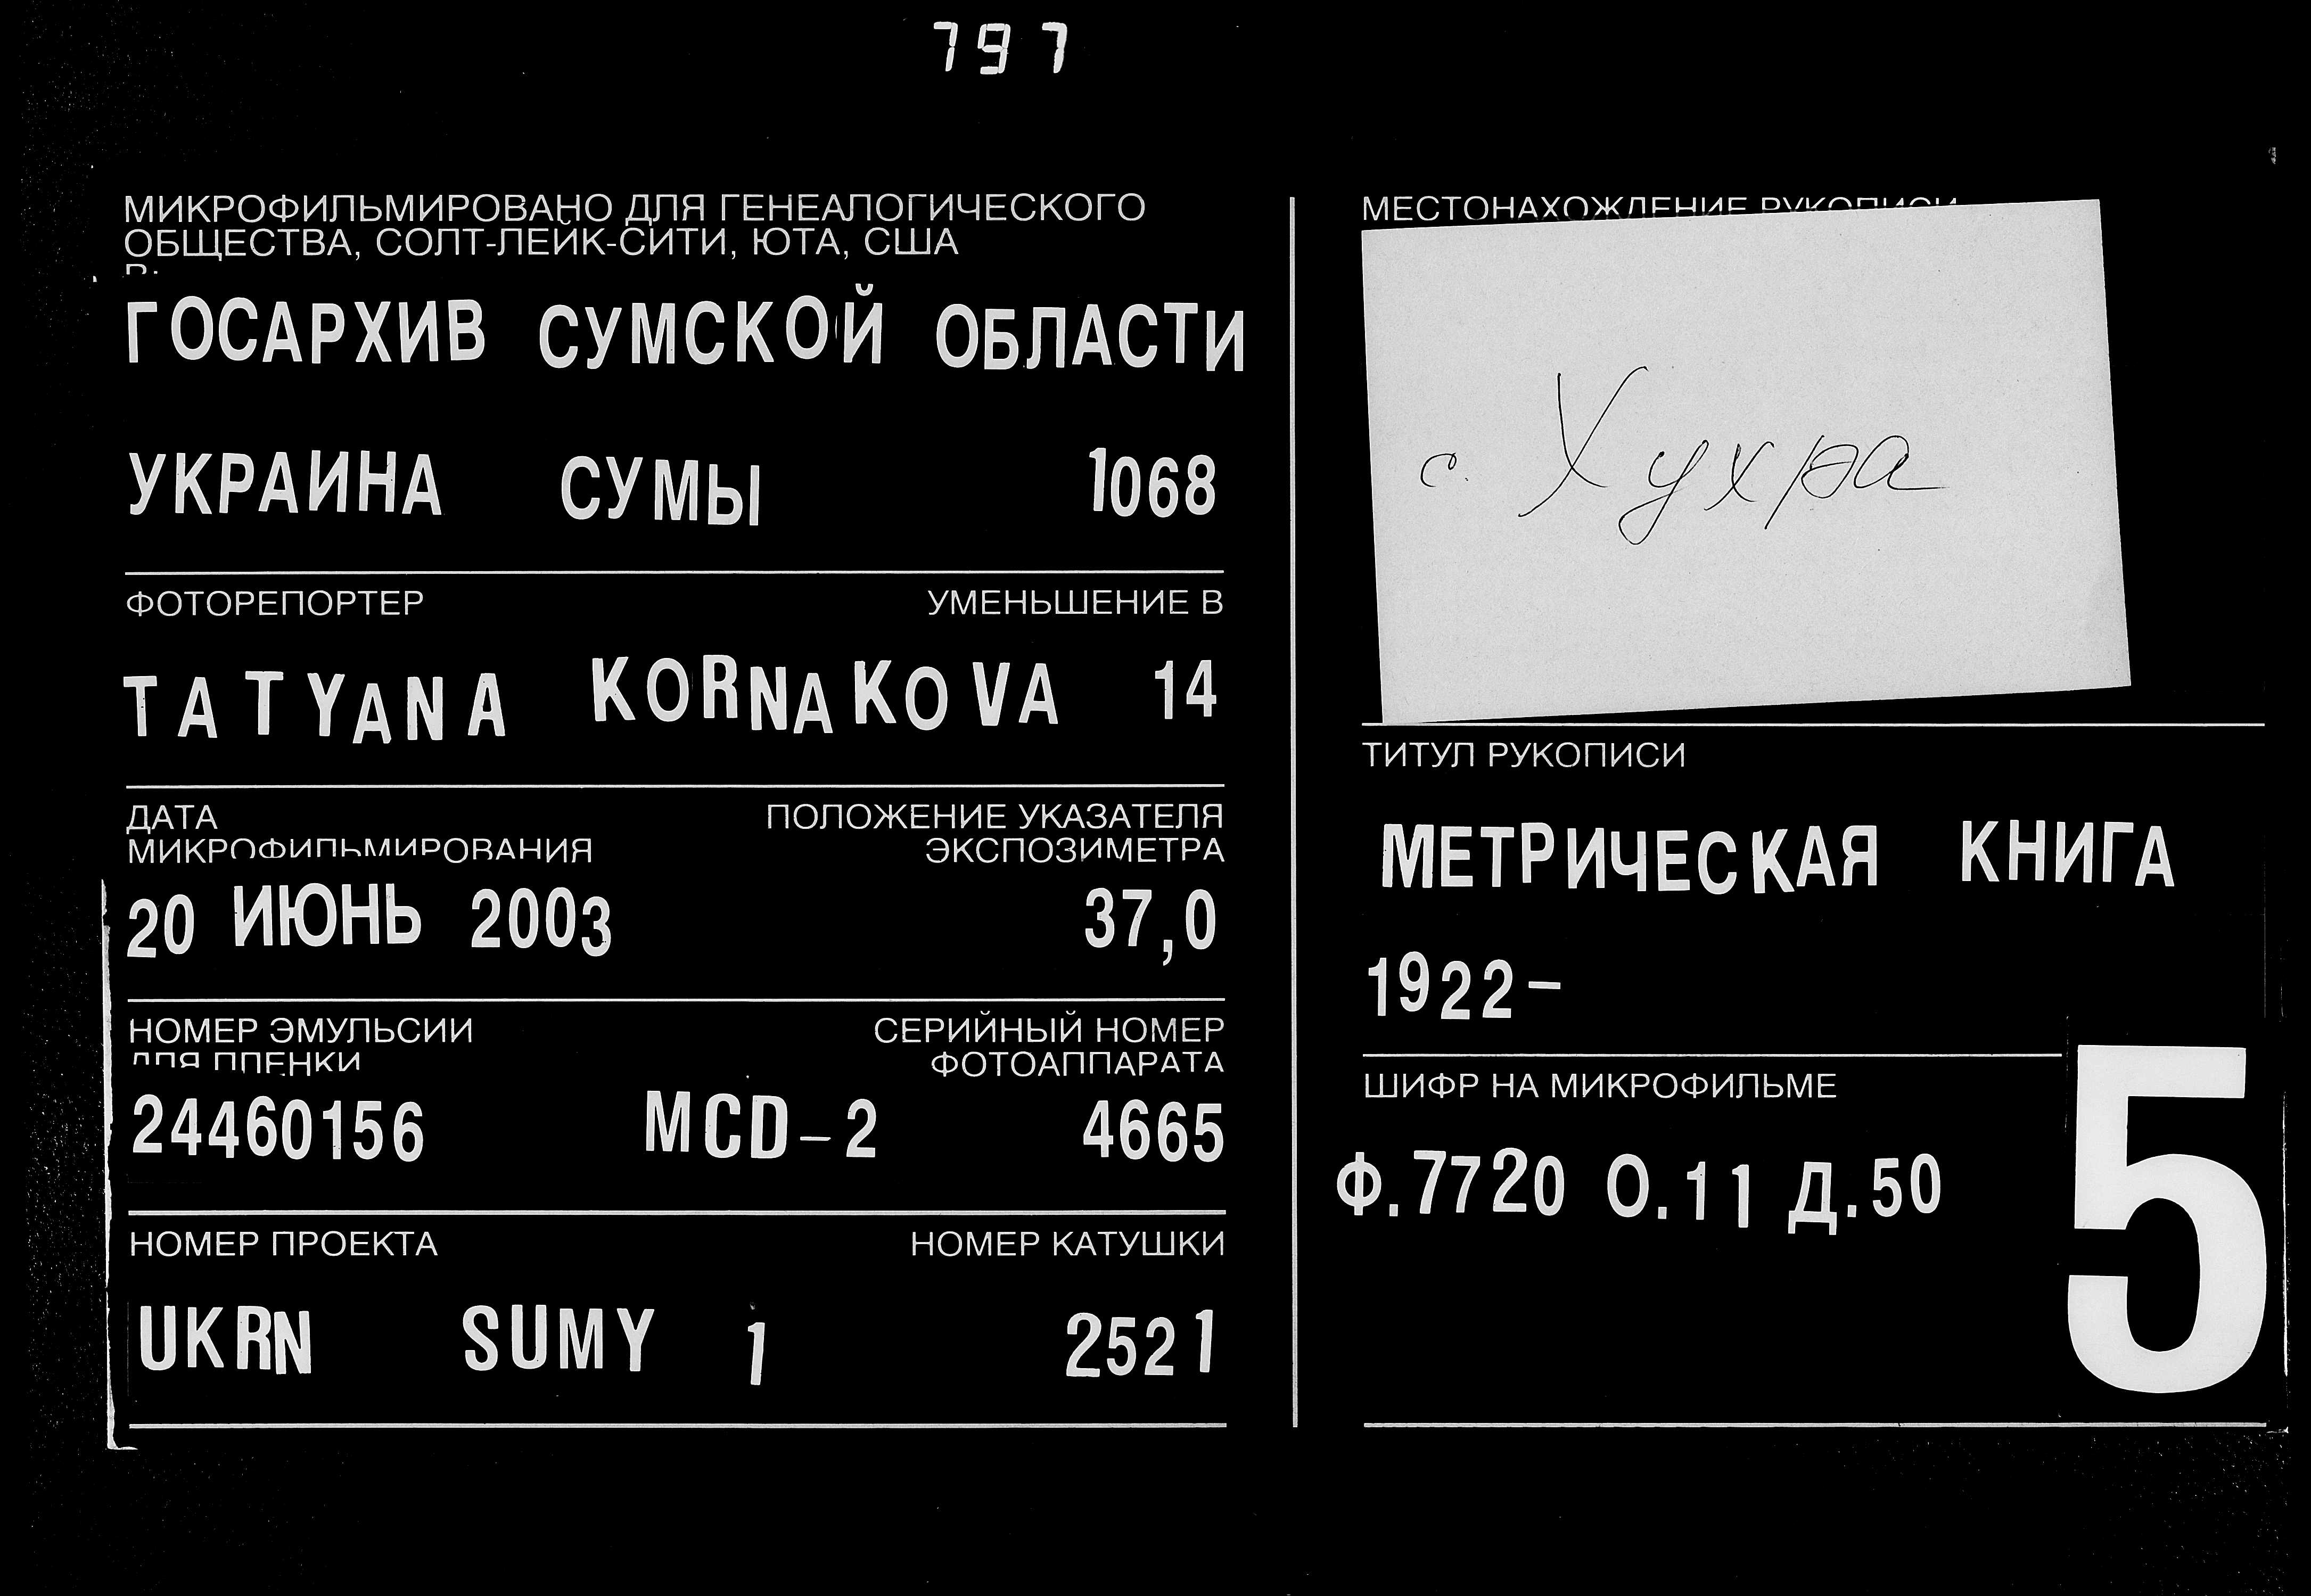 797
МИКРОФИЛЬМИРОВАНО ДЛЯ ГЕНЕАЛОГИЧЕСКОГО
ОБЩЕСТВА, СОЛТ-ЛЕЙК-СИТИ, ЮТА, США
В:
ГОСАРХИВ СУМСКОЙ ОБЛАСТИ
УКРАИНА СУМЫ 1068
ФОТОРЕПОРТЕР УМЕНЬШЕНИЕ В
TATYANA KORNAKOVA 14
ДАТА ПОЛОЖЕНИЕ УКАЗАТЕЛЯ
МИКРОФИЛЬМИРОВАНИЯ ЭКСПОЗИМЕТРА
20 ИЮНЬ 2003 37,0
НОМЕР ЭМУЛЬСИИ СЕРИЙНЫЙ НОМЕР
ДЛЯ ПЛЕНКИ ФОТОАППАРАТА
24460156 MCD-2 4665
НОМЕР ПРОЕКТА НОМЕР КАТУШКИ
UKRN SUMY 1 2521
МЕСТОНАХОЖДЕНИЕ РУКОПИСИ
с. Хухра
ТИТУЛ РУКОПИСИ
МЕТРИЧЕСКАЯ КНИГА
1922-
ШИФР НА МИКРОФИЛЬМЕ
Ф.7720 О.11 Д.50
5